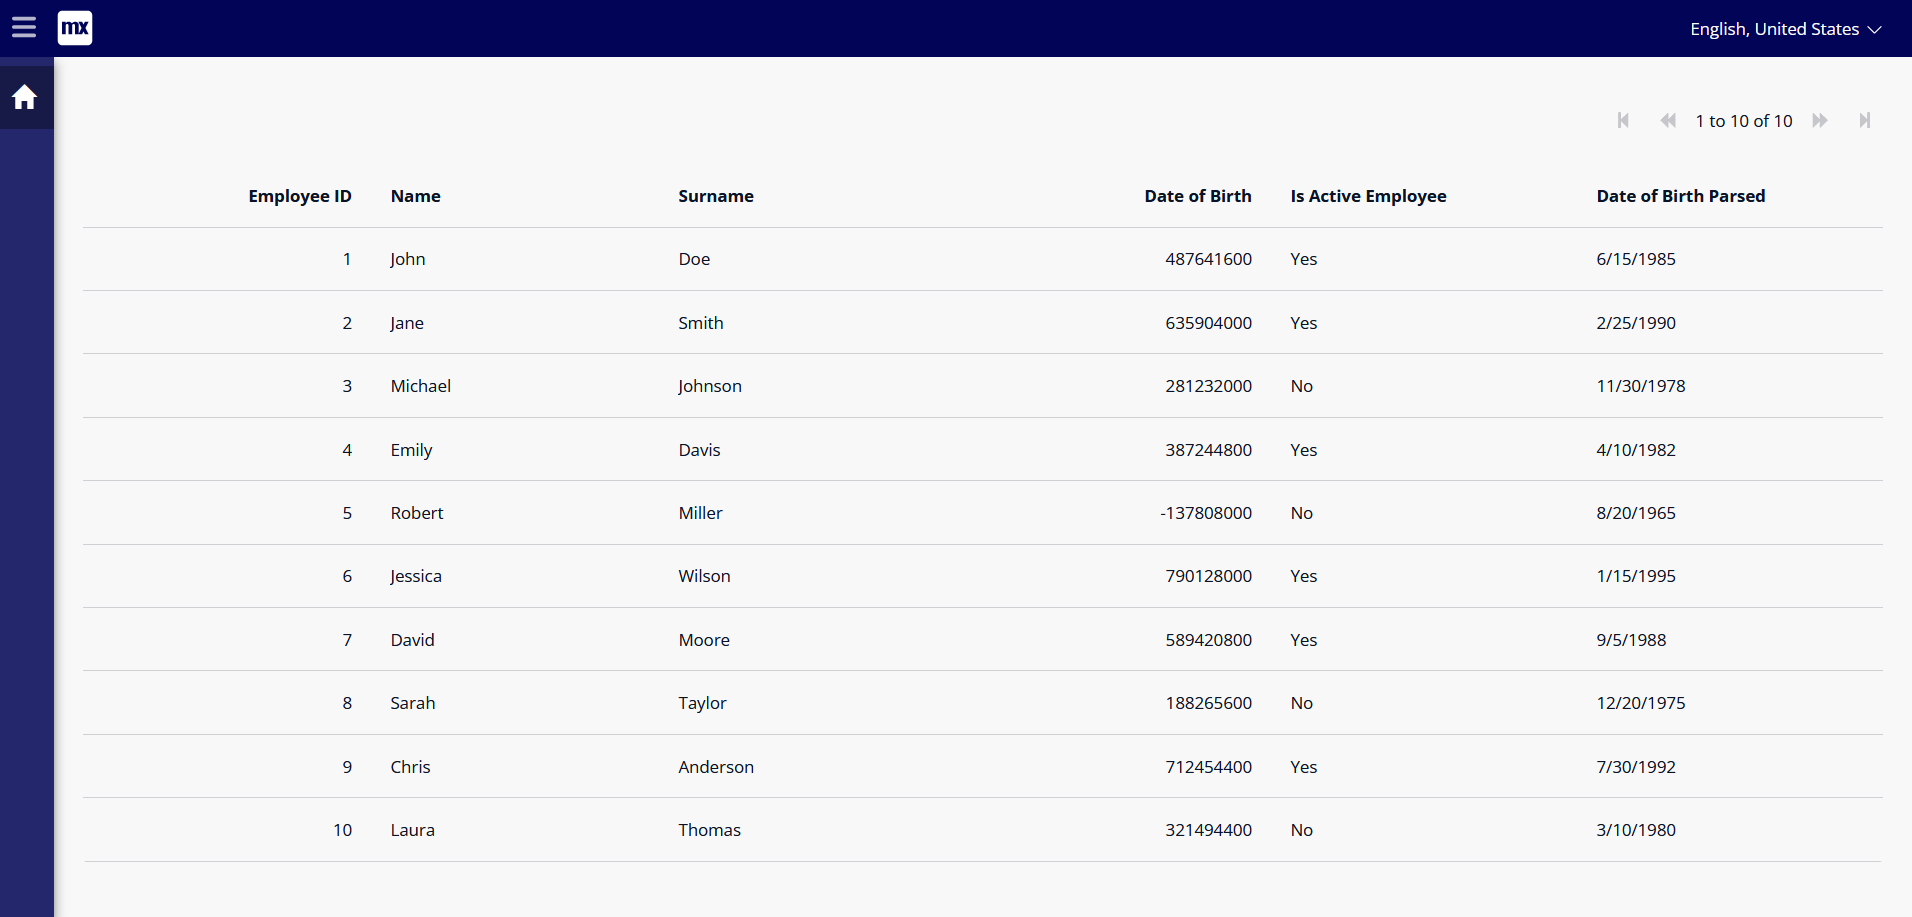 mx
English, United States
1 to 10 of 10
Employee ID Name Surname Date of Birth Is Active Employee Date of Birth Parsed
1 John Doe 487641600 Yes 6/15/1985
2 Jane Smith 635904000 Yes 2/25/1990
3 Michael Johnson 281232000 No 11/30/1978
4 Emily Davis 387244800 Yes 4/10/1982
5 Robert Miller -137808000 No 8/20/1965
6 Jessica Wilson 790128000 Yes 1/15/1995
7 David Moore 589420800 Yes 9/5/1988
8 Sarah Taylor 188265600 No 12/20/1975
9 Chris Anderson 712454400 Yes 7/30/1992
10 Laura Thomas 321494400 No 3/10/1980